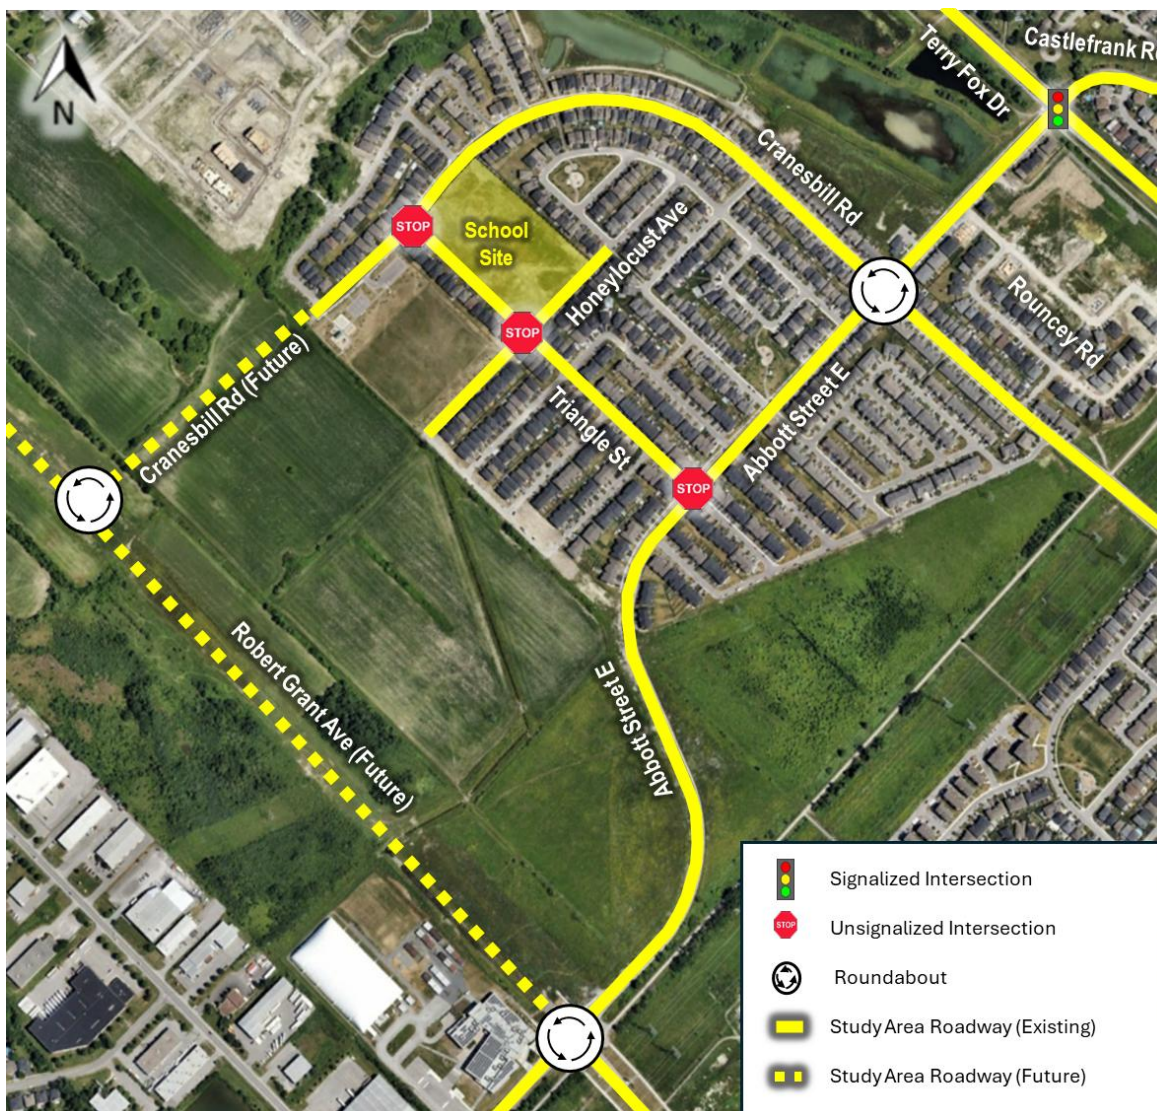 N
Terry Fox Dr
Castlefrank R
Cranesbill Rd
STOP
School
Site
Honeylocust Ave
STOP
Rouncey Rd
Cranesbill Rd (Future)
Triangle St
Abbott Street E
STOP
Robert Grant Ave (Future)
Abbott Street E
Signalized Intersection
STOP
Unsignalized Intersection
Roundabout
Study Area Roadway (Existing)
Study Area Roadway (Future)